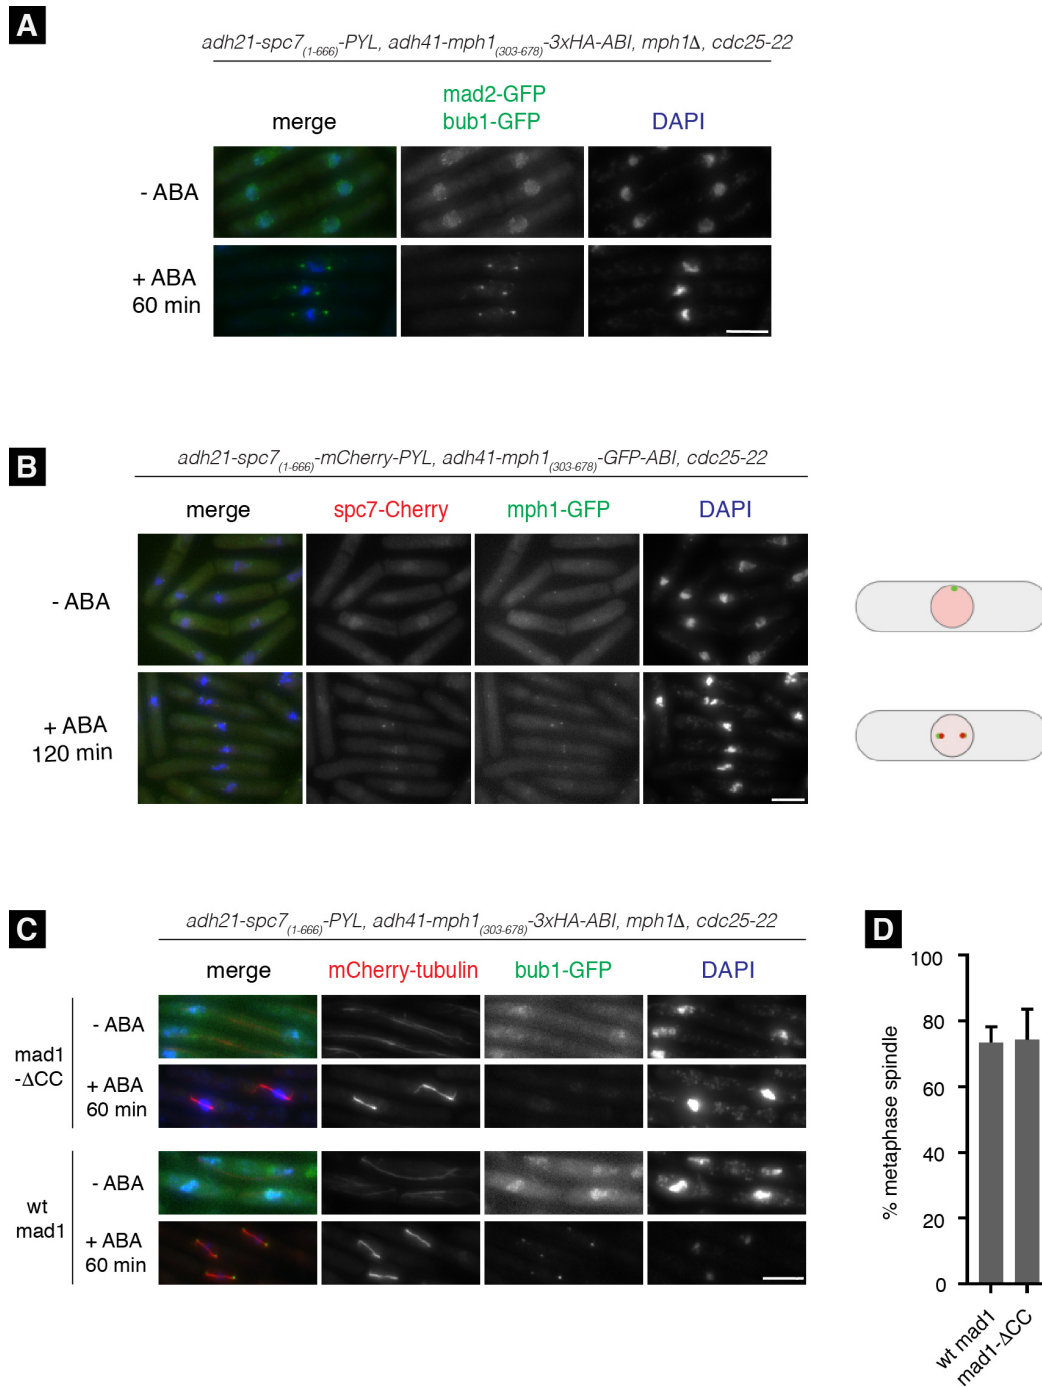 A
adh21-spc7(1-666)-PYL, adh41-mph1(303-678)-3xHA-ABI, mph1Δ, cdc25-22
mad2-GFP
merge bub1-GFP DAPI
- ABA
+ ABA
60 min
B
adh21-spc7(1-666)-mCherry-PYL, adh41-mph1(303-678)-GFP-ABI, cdc25-22
merge spc7-Cherry mph1-GFP DAPI
- ABA
+ ABA
120 min
C
adh21-spc7(1-666)-PYL, adh41-mph1(303-678)-3xHA-ABI, mph1Δ, cdc25-22
merge mCherry-tubulin bub1-GFP DAPI
mad1
-ΔCC
- ABA
+ ABA
60 min
wt
mad1
- ABA
+ ABA
60 min
D
% metaphase spindle
100
80
60
40
20
0
wt mad1
mad1-ΔCC